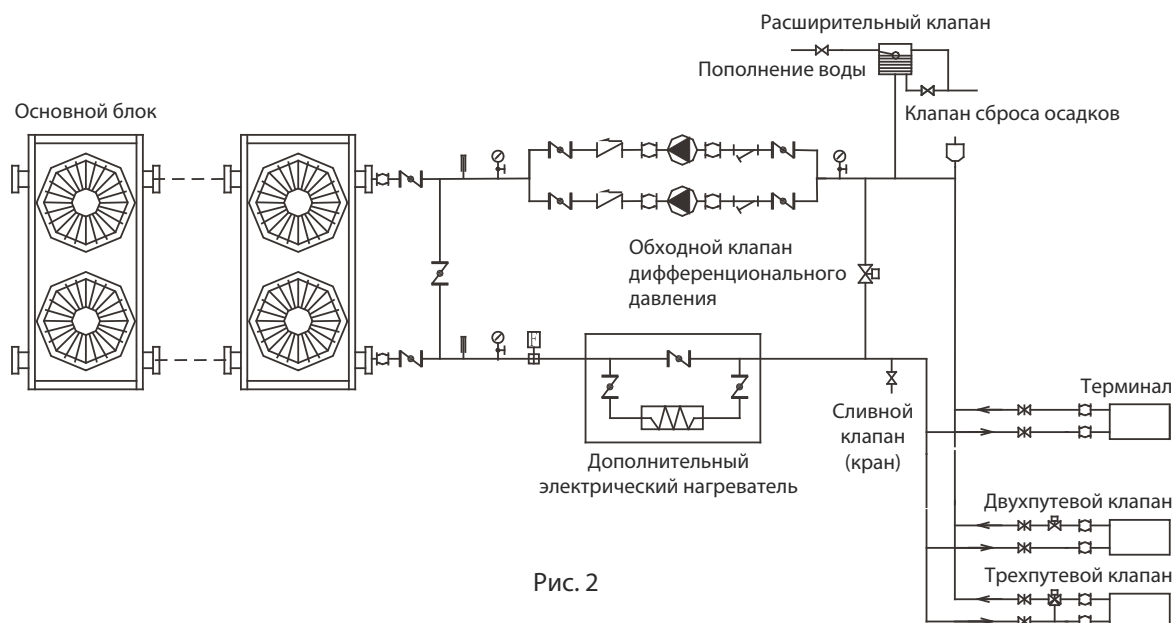 Расширительный клапан
Пополнение воды
Клапан сброса осадков
Основной блок
Обходной клапан
дифференционального
давления
F
Сливной
клапан
(кран)
Дополнительный
электрический нагреватель
Терминал
Двухпутевой клапан
Трехпутевой клапан
Рис. 2